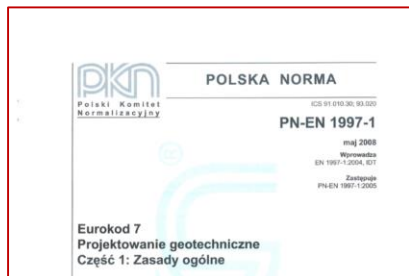 PKN
POLSKA NORMA
Polski Komitet
Normalizacyjny
ICS 91.010.30; 93.020
PN-EN 1997-1
maj 2008
Wprowadza
EN 1997-1:2004, IDT
Zastępuje
PN-EN 1997-1:2005
Eurokod 7
Projektowanie geotechniczne
Część 1: Zasady ogólne